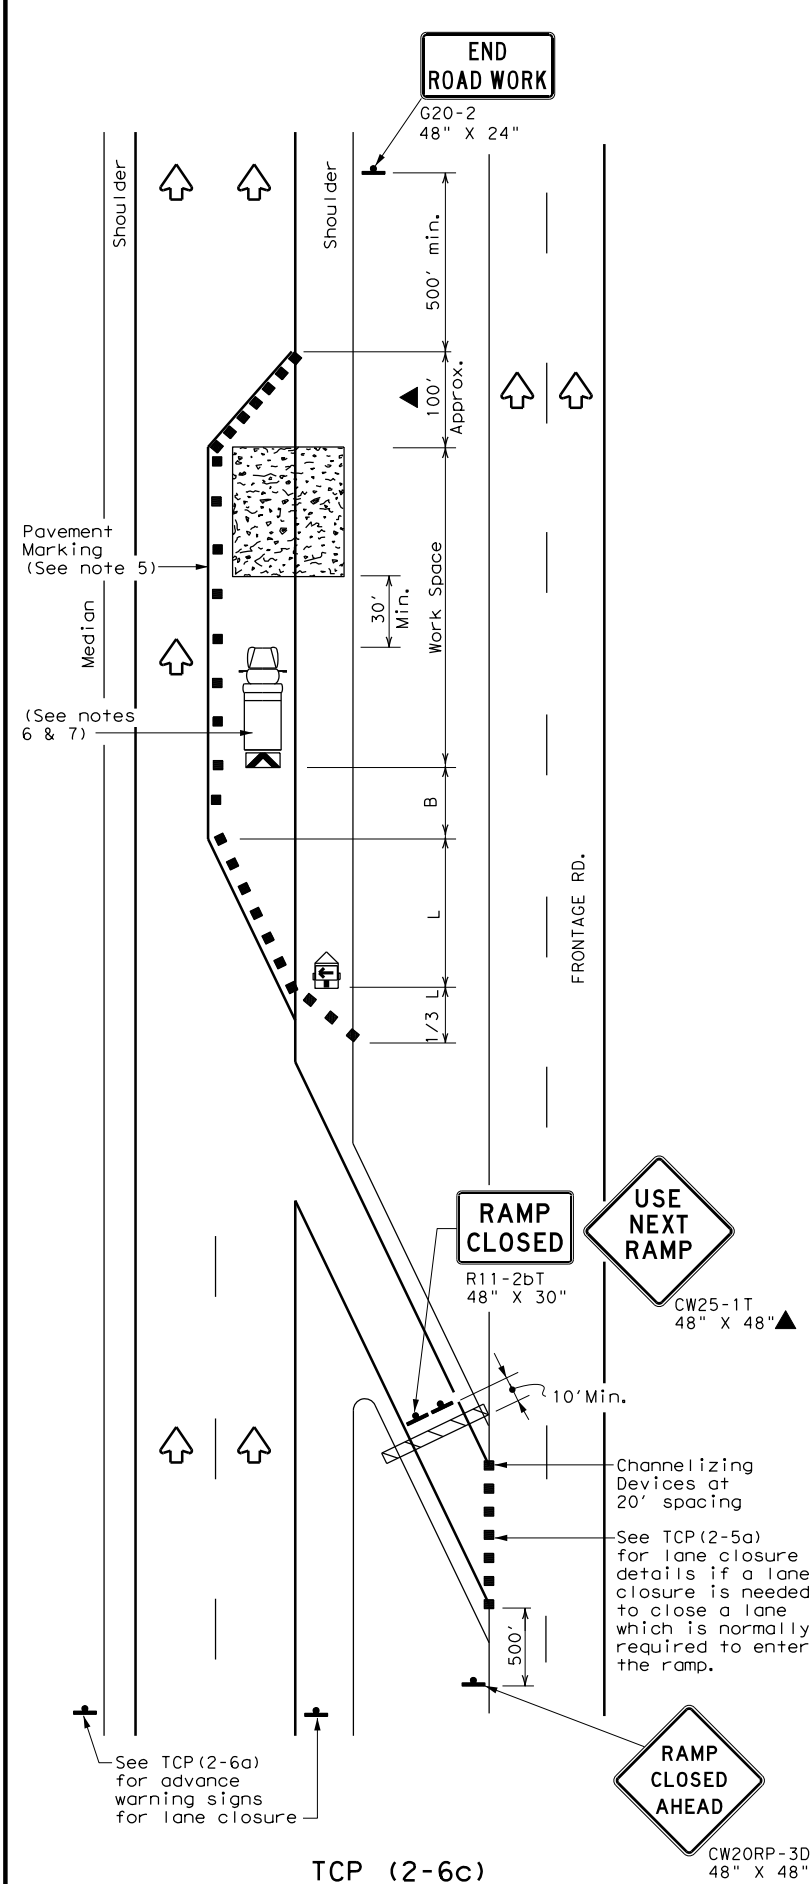 END
ROAD WORK
G20-2
48" X 24"
Shoulder
Shoulder
500' min.
100'
Approx.
Pavement
Marking
(See note 5)
Work Space
30'
Min.
Median
(See notes
6 & 7)
B
L
FRONTAGE RD.
1/3 L
RAMP
CLOSED
R11-2bT
48" X 30"
USE
NEXT
RAMP
CW25-1T
48" X 48"
10'Min.
Channelizing
Devices at
20' spacing
See TCP(2-5a)
for lane closure
details if a lane
closure is needed
to close a lane
which is normally
required to enter
the ramp.
500'
See TCP(2-6a)
for advance
warning signs
for lane closure
RAMP
CLOSED
AHEAD
CW20RP-3D
48" X 48"
TCP (2-6c)